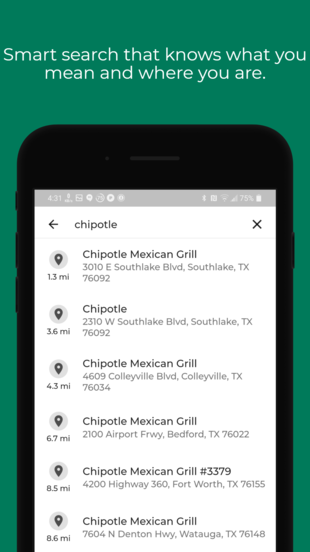 Smart search that knows what you
mean and where you are.
4:31
75%
chipotle
Chipotle Mexican Grill
3010 E Southlake Blvd, Southlake, TX
76092
1.3 mi
Chipotle
2310 W Southlake Blvd, Southlake, TX
76092
3.6 mi
Chipotle Mexican Grill
4609 Colleyville Blvd, Colleyville, TX
76034
4.3 mi
Chipotle Mexican Grill
2100 Airport Frwy, Bedford, TX 76022
6.7 mi
Chipotle Mexican Grill #3379
4200 Highway 360, Fort Worth, TX 76155
8.5 mi
Chipotle Mexican Grill
7604 N Denton Hwy, Watauga, TX 76148
8.6 mi